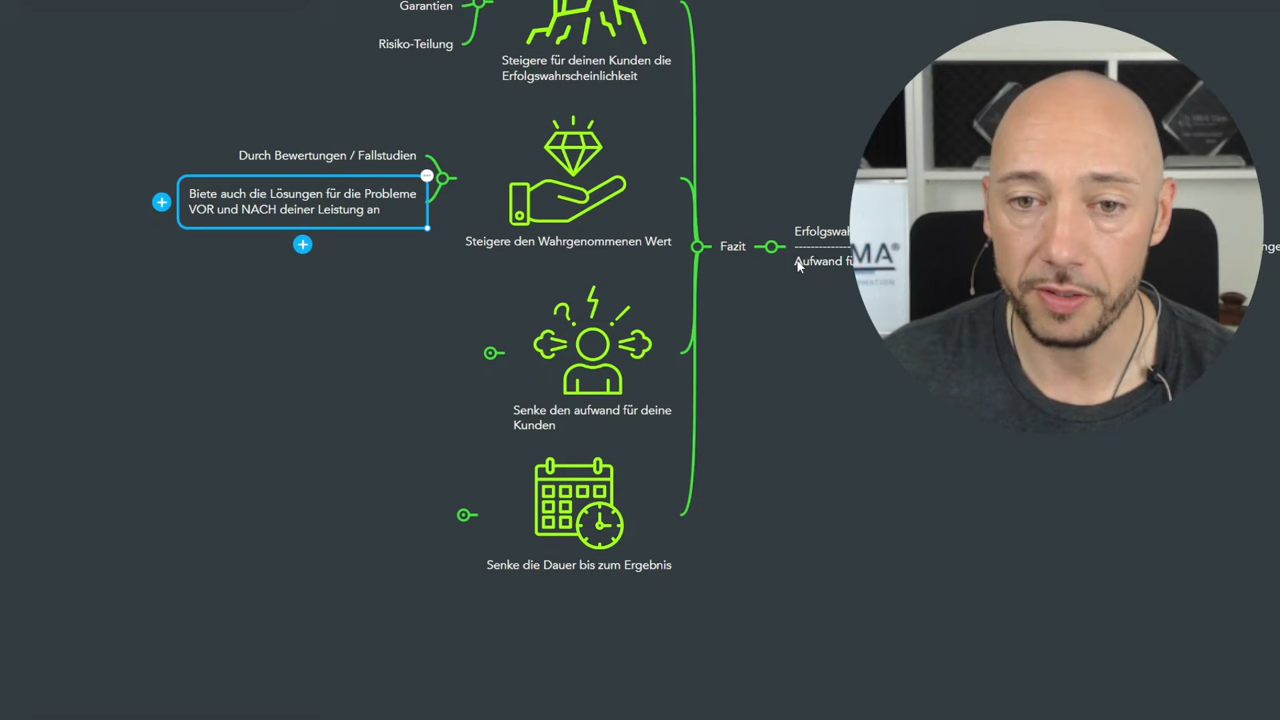 Garantien
Risiko-Teilung
Steigere für deinen Kunden die
Erfolgswahrscheinlichkeit
Durch Bewertungen / Fallstudien
Biete auch die Lösungen für die Probleme
VOR und NACH deiner Leistung an
Steigere den Wahrgenommenen Wert
Fazit
Aufwand
Senke den aufwand für deine
Kunden
Senke die Dauer bis zum Ergebnis